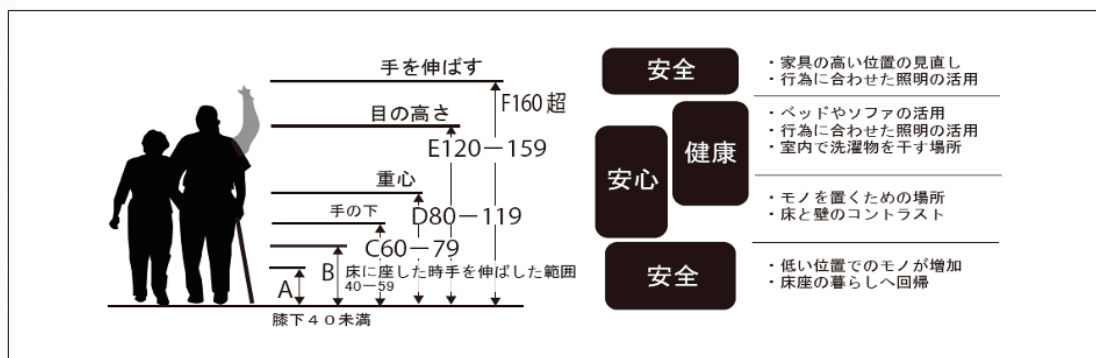 手を伸ばす
F160超
目の高さ
E120－159
重心
D80－119
手の下
C60－79
B
床に座した時手を伸ばした範囲
40－59
A
膝下４０未満
安全
・家具の高い位置の見直し
・行為に合わせた照明の活用
健康
安心
・ベッドやソファの活用
・行為に合わせた照明の活用
・室内で洗濯物を干す場所
・モノを置くための場所
・床と壁のコントラスト
安全
・低い位置でのモノが増加
・床座の暮らしへ回帰